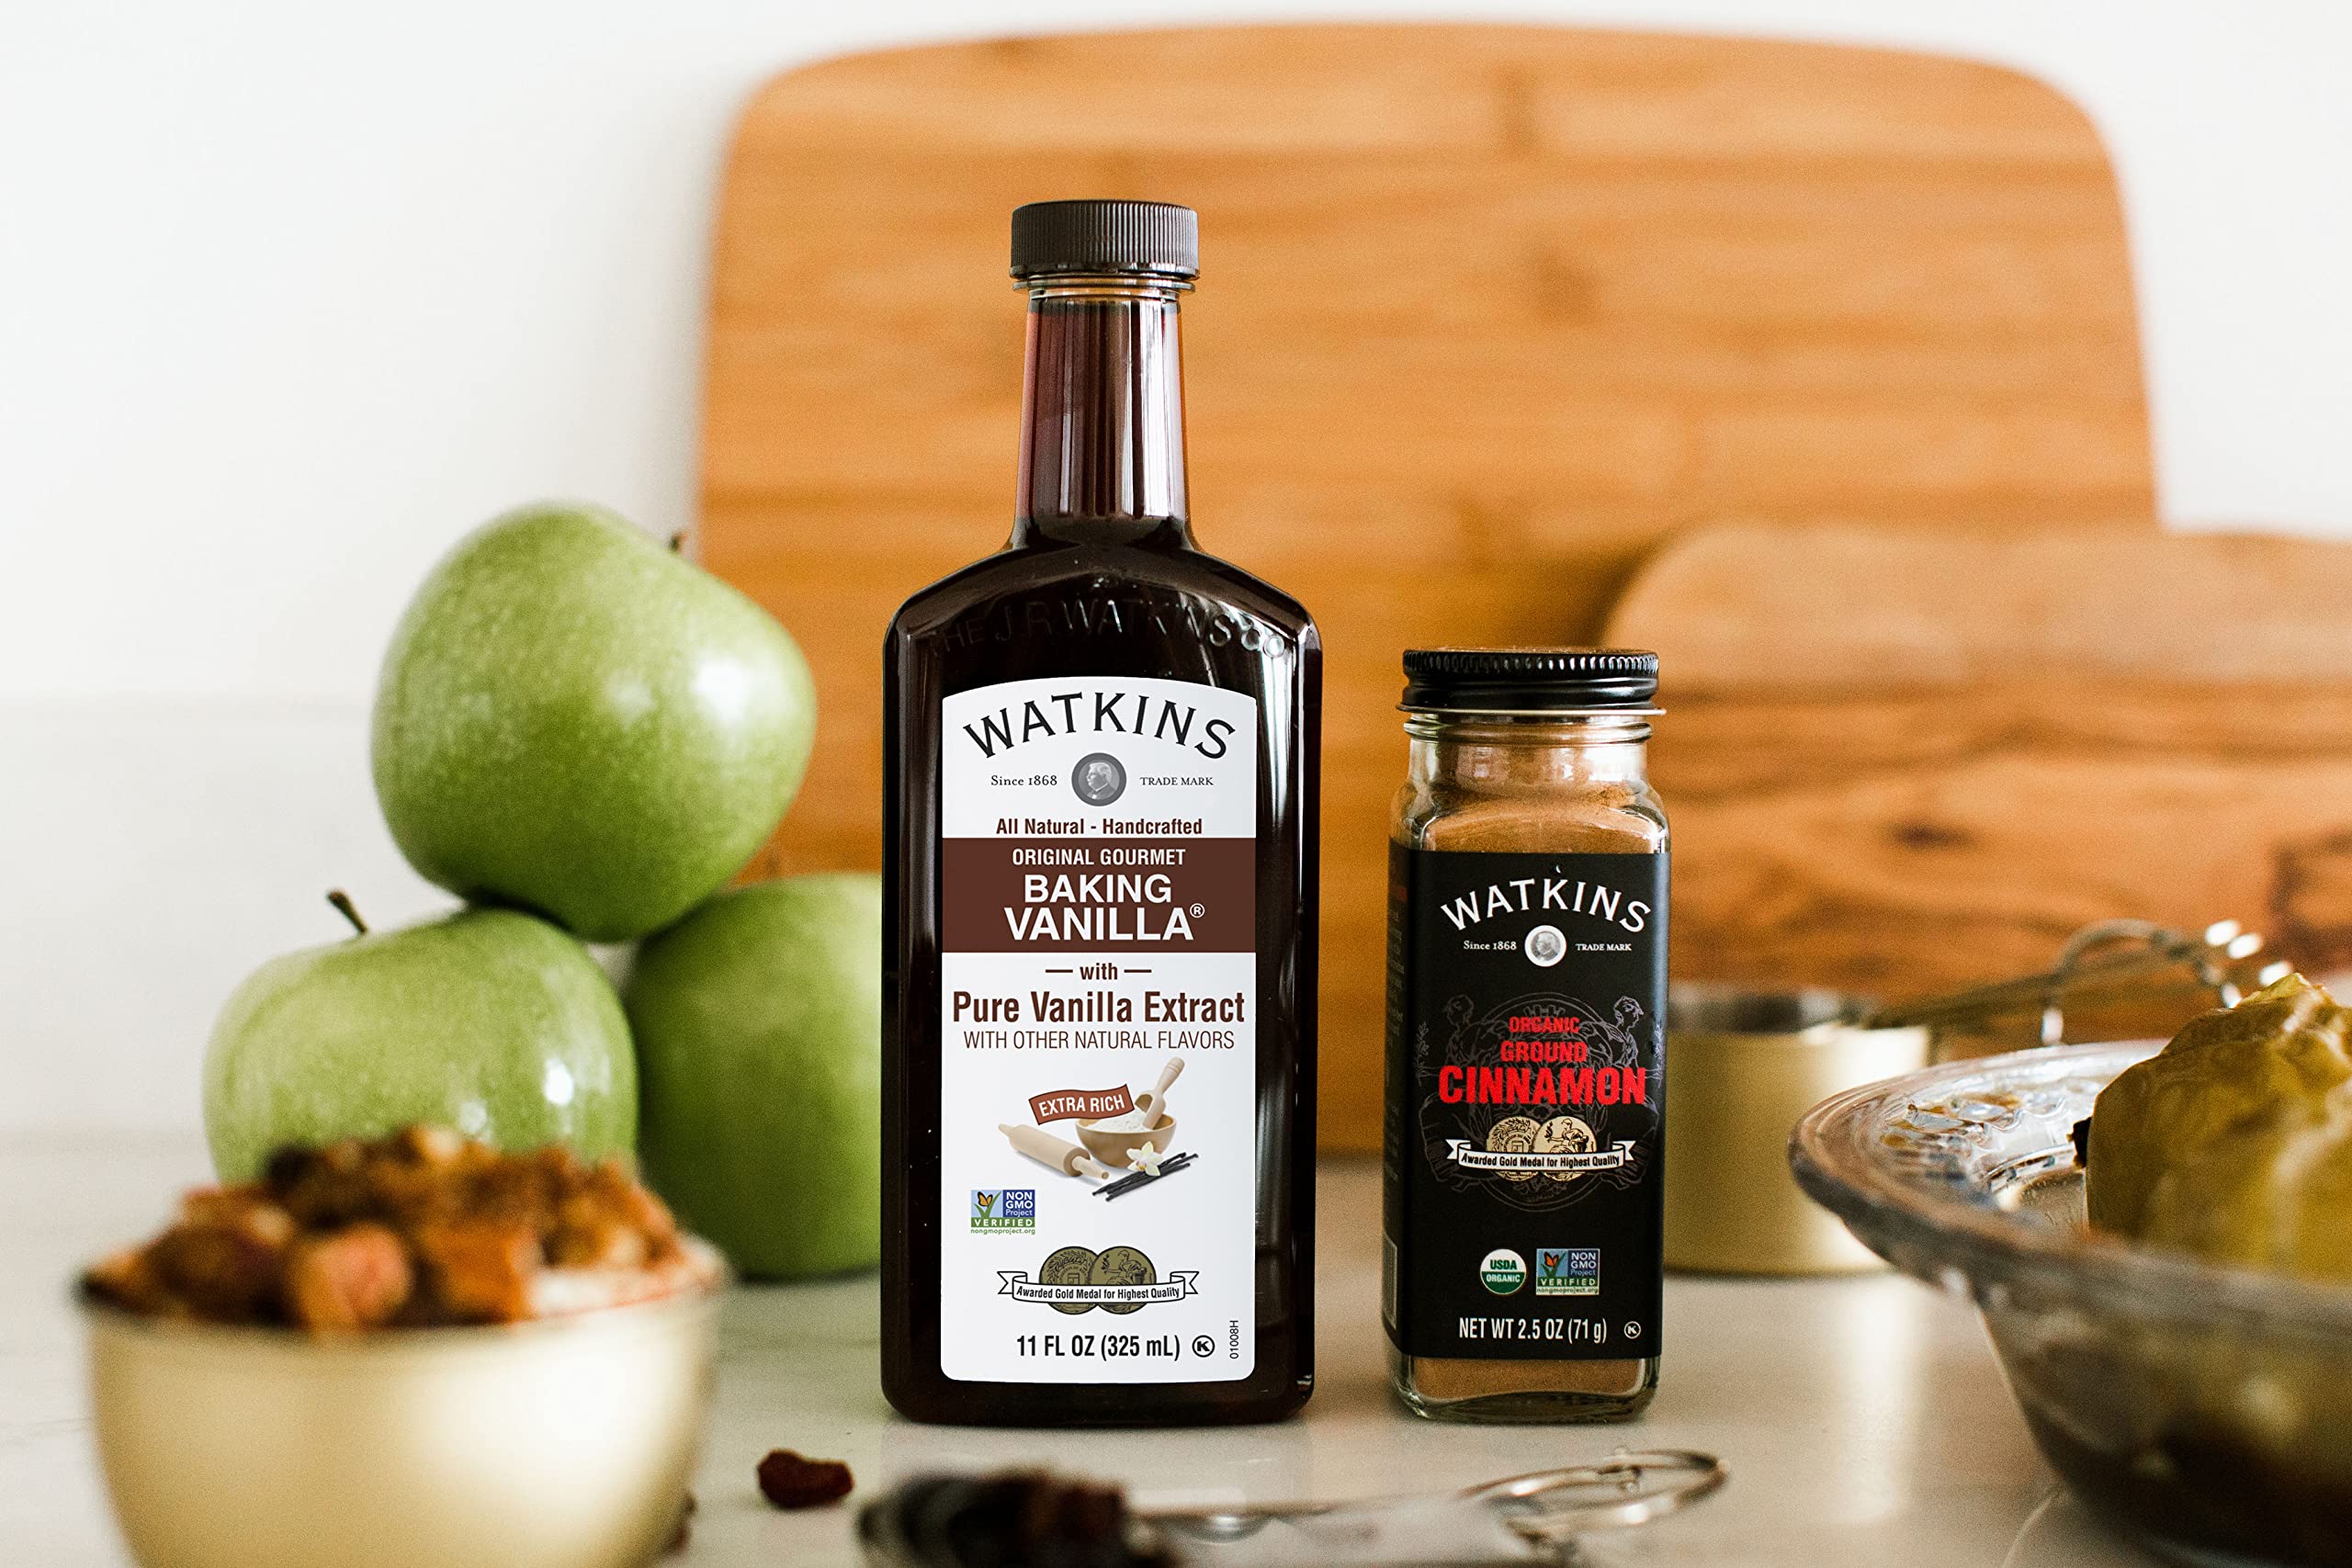 THE J.R. WATKINS CO
WATKINS
Since 1868 TRADE MARK
All Natural - Handcrafted
ORIGINAL GOURMET
BAKING
VANILLA®
with
Pure Vanilla Extract
WITH OTHER NATURAL FLAVORS
EXTRA RICH
NON
GMO
Project
VERIFIED
nongmoproject.org
Awarded Gold Medal for Highest Quality
11 FL OZ (325 mL) K
01008H
WATKINS
Since 1868 TRADE MARK
ORGANIC
GROUND
CINNAMON
Awarded Gold Medal for Highest Quality
USDA
ORGANIC
NON
GMO
Project
VERIFIED
nongmoproject.org
NET WT 2.5 OZ (71 g) K